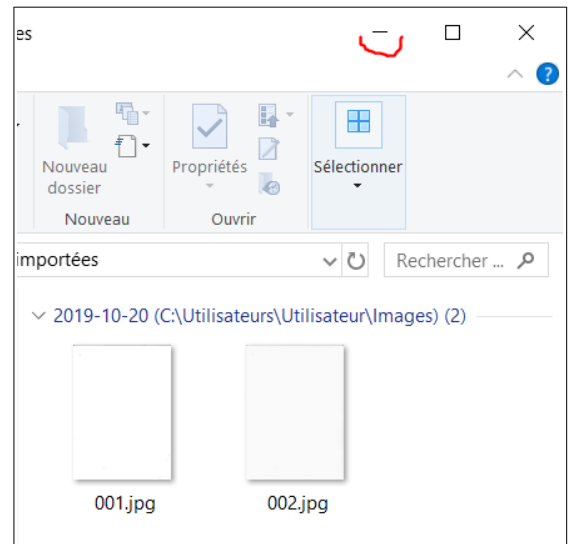 es
Nouveau
dossier
Propriétés
Sélectionner
Nouveau
Ouvrir
importées
Rechercher ...
2019-10-20 (C:\Utilisateurs\Utilisateur\Images) (2)
001.jpg
002.jpg